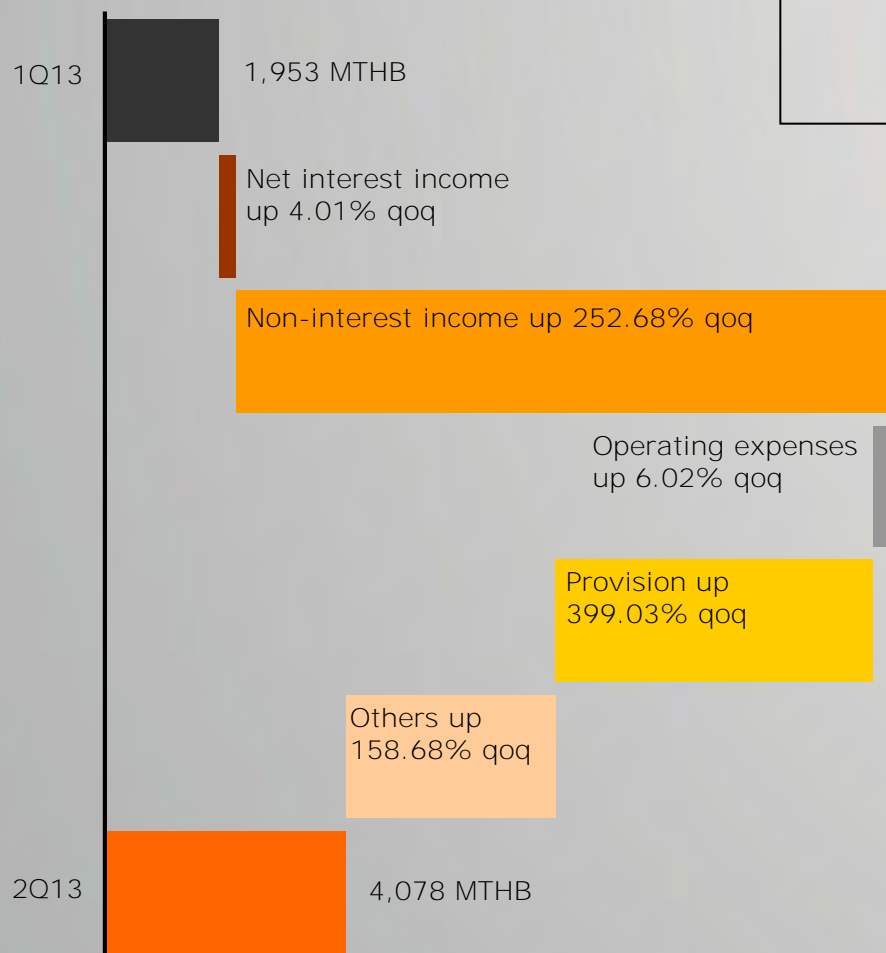 1Q13
1,953 MTHB
Net interest income
up 4.01% qoq
Non-interest income up 252.68% qoq
Operating expenses
up 6.02% qoq
Provision up
399.03% qoq
Others up
158.68% qoq
2Q13
4,078 MTHB